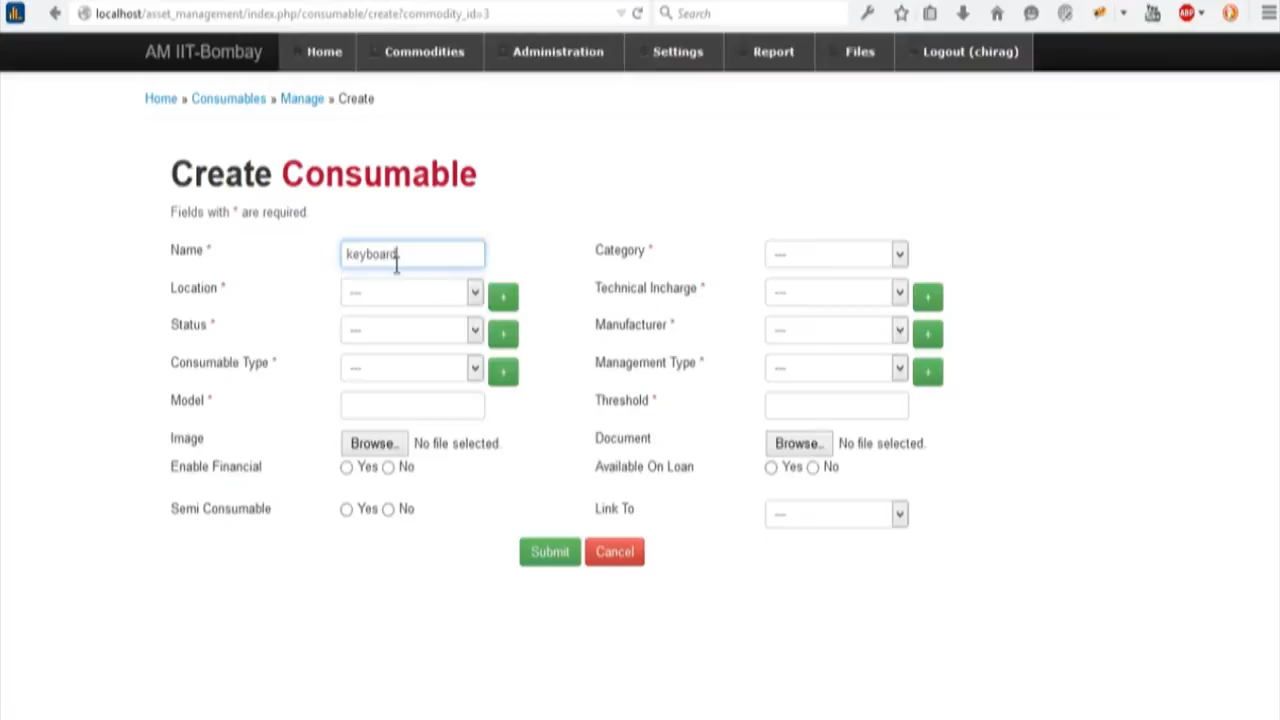 localhost/asset_management/index.php/consumable/create?commodity_id=3 Search ABP
AM IIT-Bombay Home Commodities Administration Settings Report Files Logout (chirag)
Home » Consumables » Manage » Create
Create Consumable
Fields with * are required
Name * keyboard Category * ---
Location * --- + Technical Incharge * --- +
Status * --- + Manufacturer * --- +
Consumable Type * --- + Management Type * --- +
Model * Threshold *
Image Browse.. No file selected. Document Browse.. No file selected.
Enable Financial Yes No Available On Loan Yes No
Semi Consumable Yes No Link To ---
Submit Cancel